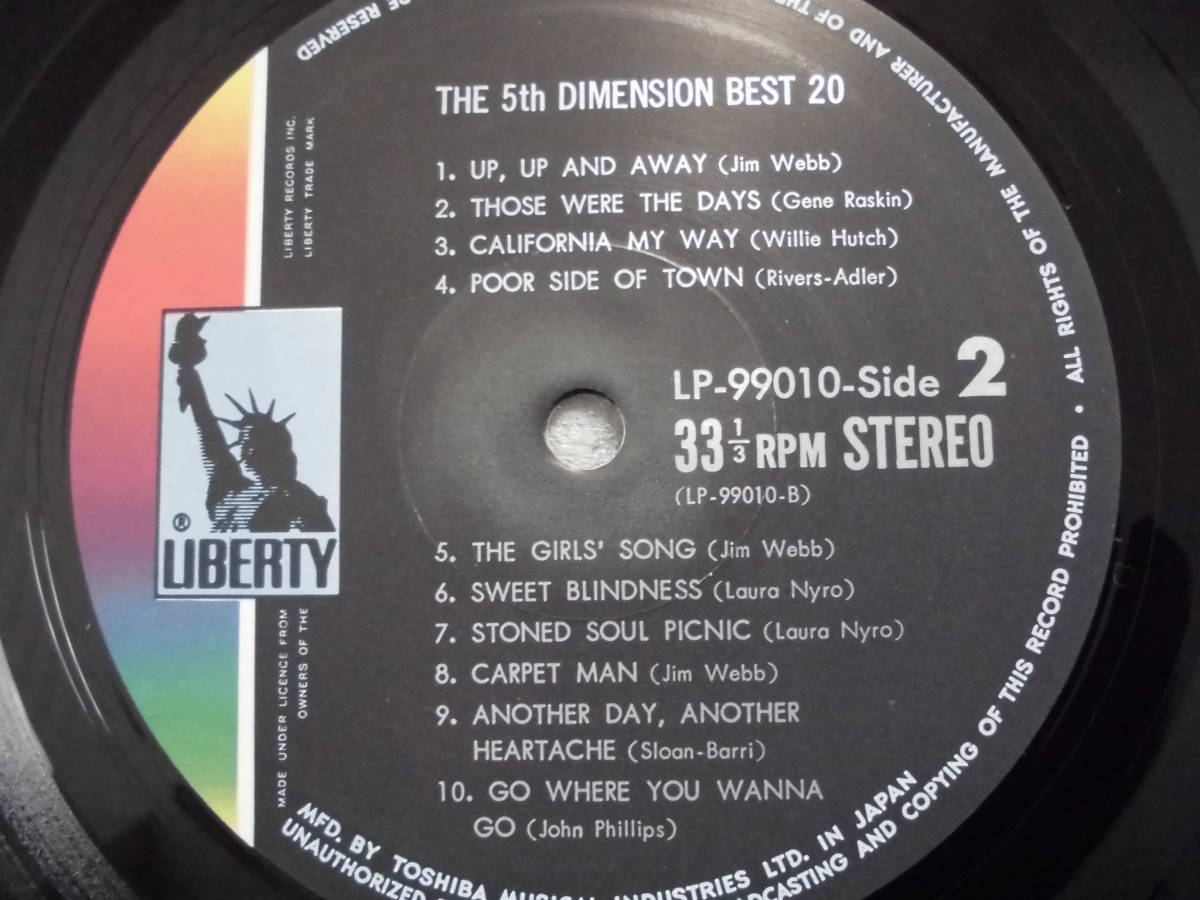 THE 5th DIMENSION BEST 20
1. UP, UP AND AWAY (Jim Webb)
2. THOSE WERE THE DAYS (Gene Raskin)
3. CALIFORNIA MY WAY (Willie Hutch)
4. POOR SIDE OF TOWN (Rivers-Adler)
LP-99010-Side 2
33 1/3 RPM STEREO
(LP-99010-B)
5. THE GIRLS' SONG (Jim Webb)
6. SWEET BLINDNESS (Laura Nyro)
7. STONED SOUL PICNIC (Laura Nyro)
8. CARPET MAN (Jim Webb)
9. ANOTHER DAY, ANOTHER
HEARTACHE (Sloan-Barri)
10. GO WHERE YOU WANNA
GO (John Phillips)
®
LIBERTY
LIBERTY RECORDS INC.
LIBERTY TRADE MARK
MADE UNDER LICENCE FROM
OWNERS OF THE
MFD. BY TOSHIBA MUSICAL INDUSTRIES LTD. IN JAPAN
ALL RIGHTS OF THE MANUFACTURER AND OF THE
RESERVED
UNAUTHORIZED
AND COPYING OF THIS RECORD PROHIBITED •